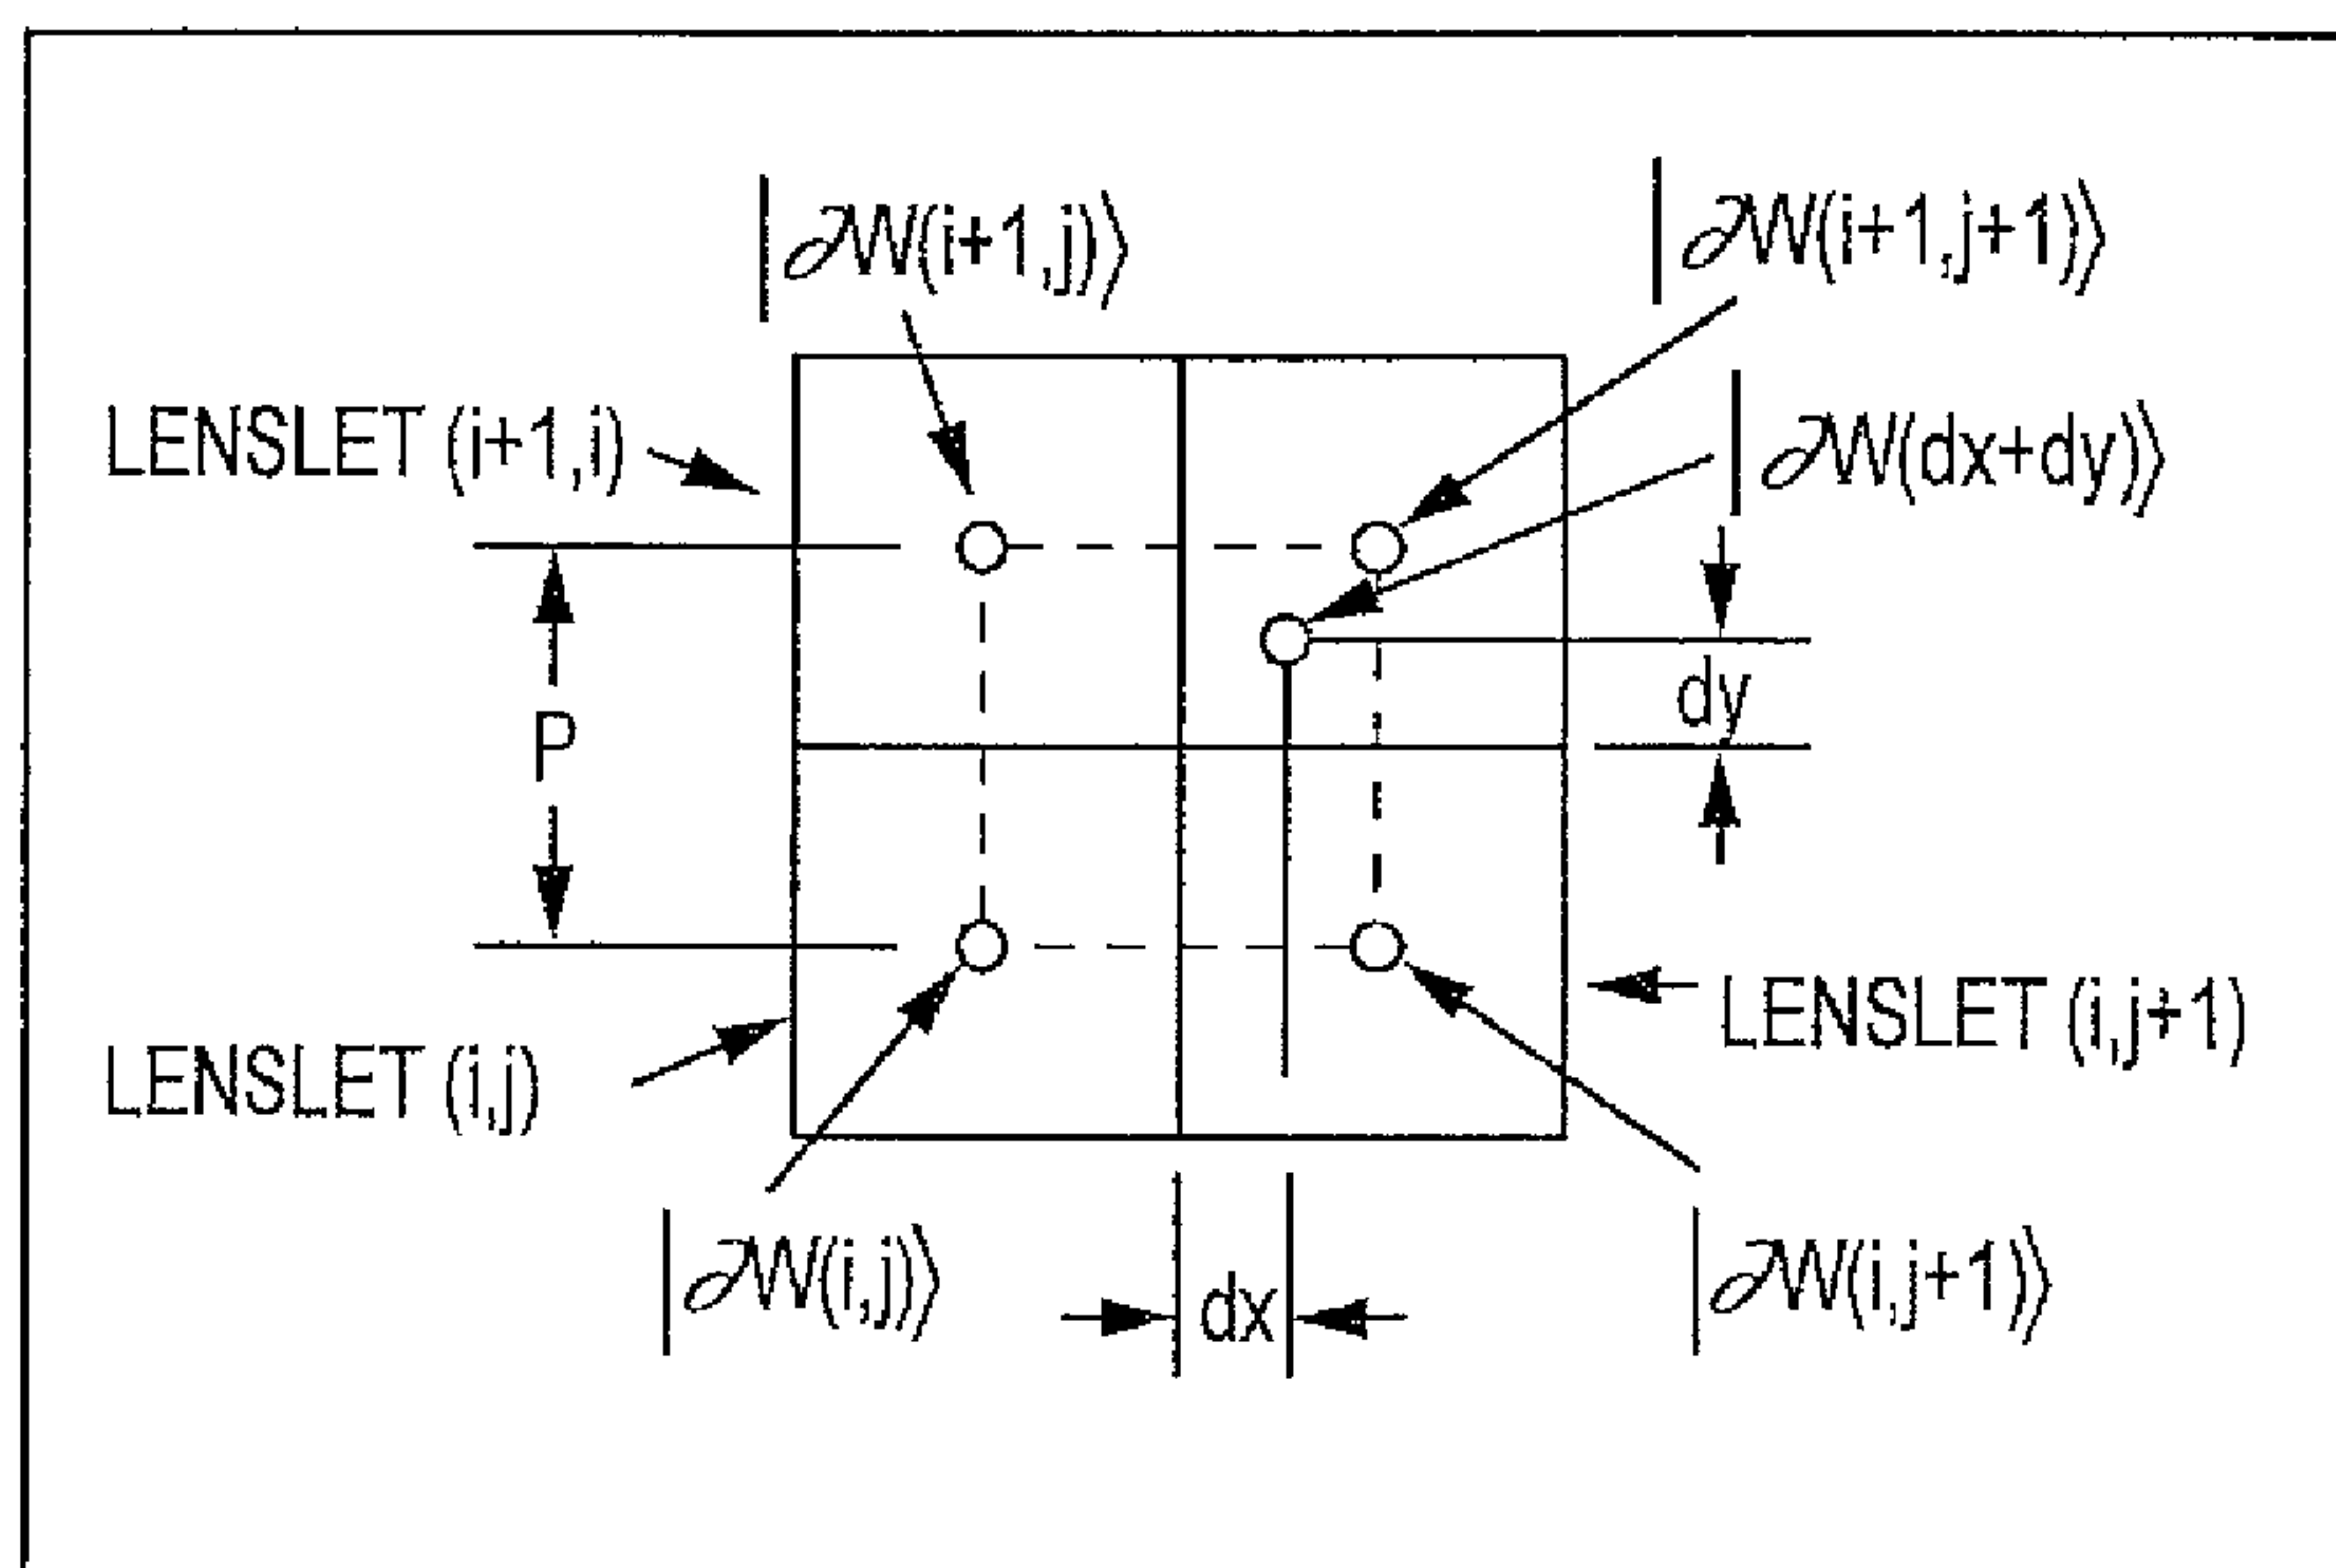 |∂W(i+1,j)⟩
|∂W(i+1,j+1)⟩
LENSLET (i+1,i)
|∂W(dx+dy)⟩
dy
P
LENSLET (i,j+1)
LENSLET (i,j)
|∂W(i,j)⟩
dx
|∂W(i,j+1)⟩